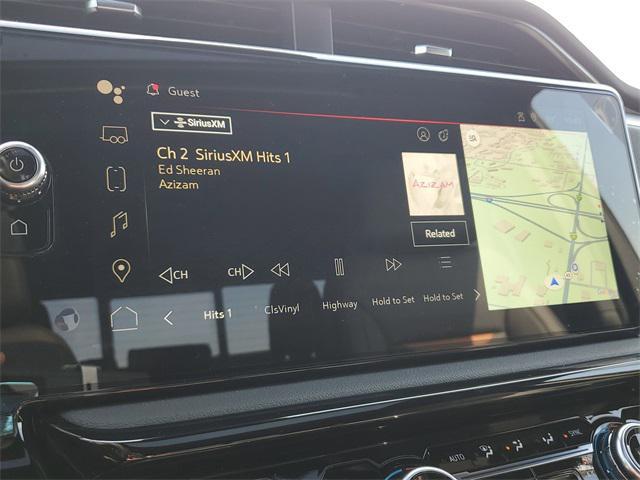 Guest
SiriusXM
Ch 2 SiriusXM Hits 1
Ed Sheeran
Azizam
AZIZAM
Related
CH
CH
Hits 1
ClsVinyl
Highway
Hold to Set
Hold to Set
AUTO
SYNC